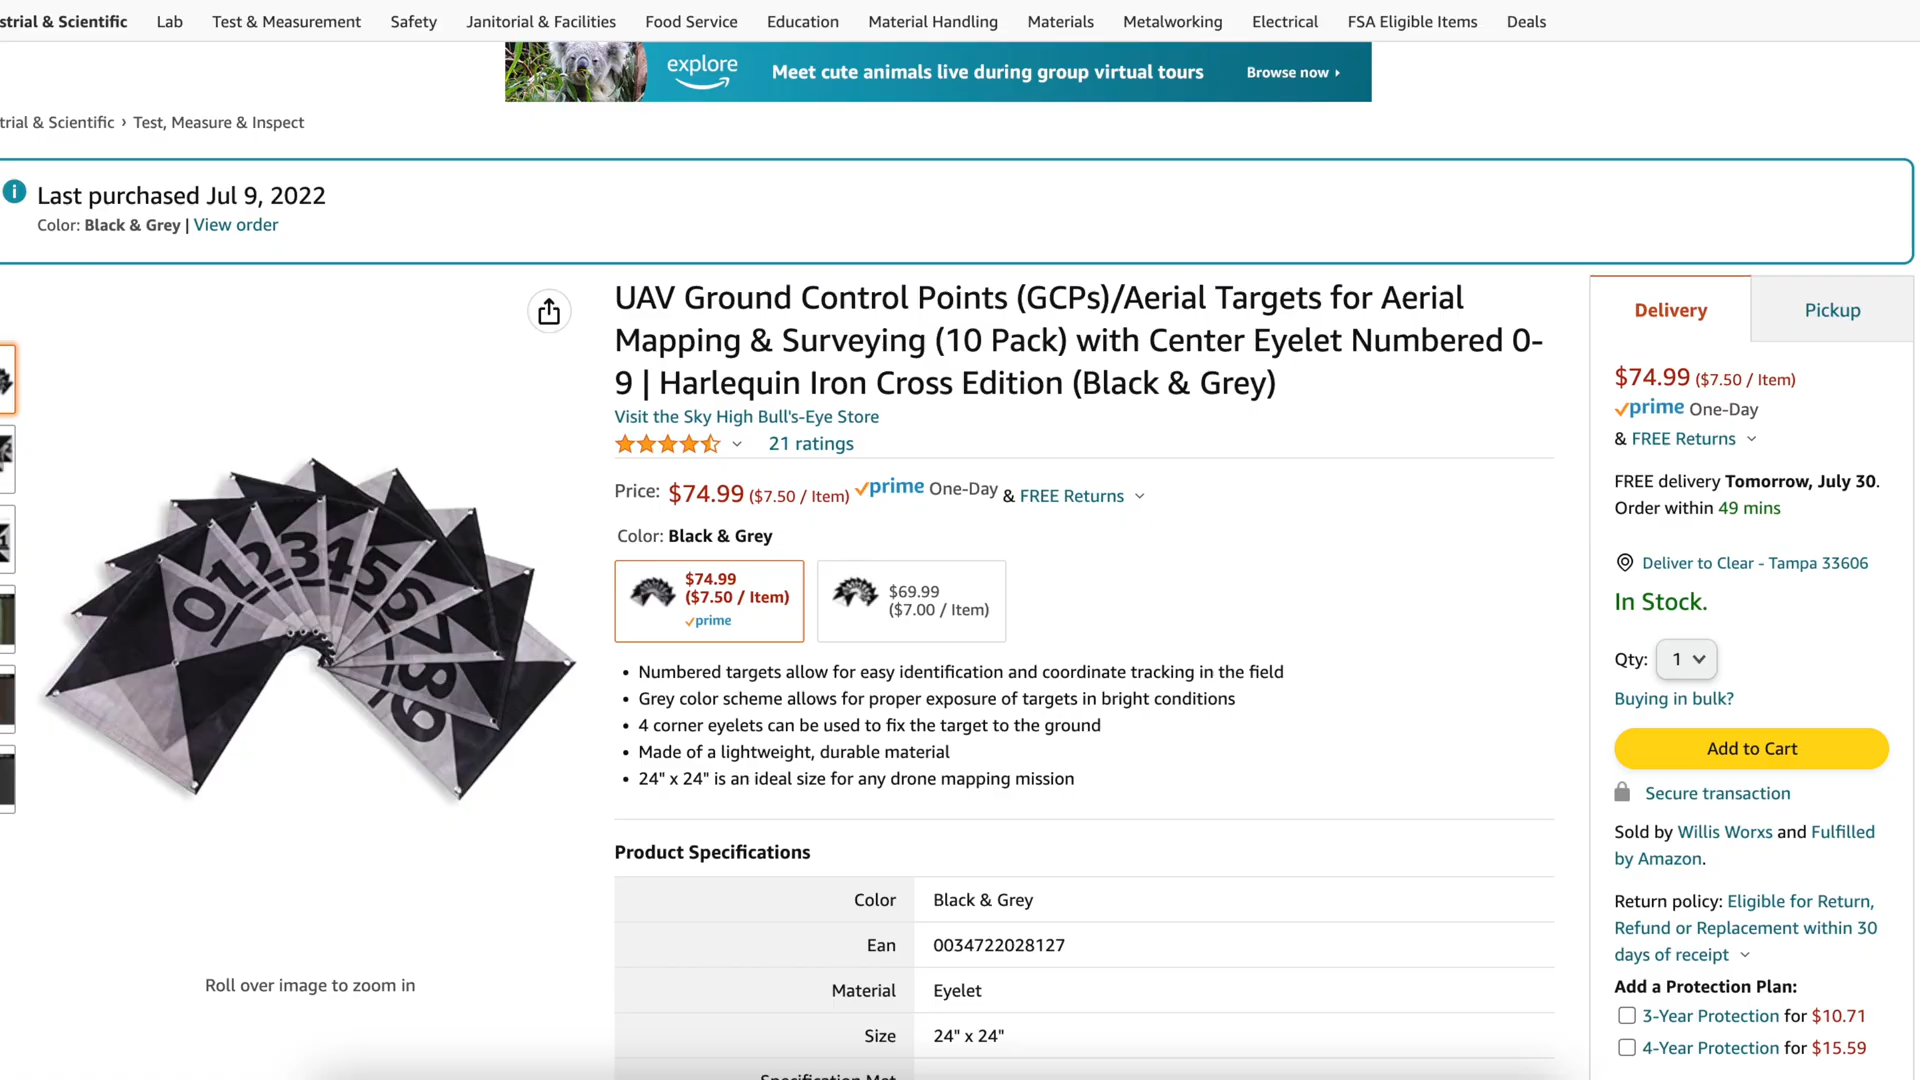 strial & Scientific Lab Test & Measurement Safety Janitorial & Facilities Food Service Education Material Handling Materials Metalworking Electrical FSA Eligible Items Deals
explore Meet cute animals live during group virtual tours Browse now
trial & Scientific › Test, Measure & Inspect
i Last purchased Jul 9, 2022
Color: Black & Grey | View order
UAV Ground Control Points (GCPs)/Aerial Targets for Aerial
Mapping & Surveying (10 Pack) with Center Eyelet Numbered 0-
9 | Harlequin Iron Cross Edition (Black & Grey)
Visit the Sky High Bull's-Eye Store
21 ratings
Price: $74.99 ($7.50 / Item) prime One-Day & FREE Returns
Color: Black & Grey
$74.99
($7.50 / Item)
prime
$69.99
($7.00 / Item)
• Numbered targets allow for easy identification and coordinate tracking in the field
• Grey color scheme allows for proper exposure of targets in bright conditions
• 4 corner eyelets can be used to fix the target to the ground
• Made of a lightweight, durable material
• 24" x 24" is an ideal size for any drone mapping mission
Product Specifications
Color Black & Grey
Ean 0034722028127
Material Eyelet
Size 24" x 24"
0 1 2 3 4 5 6 7 8 9
Roll over image to zoom in
Delivery Pickup
$74.99 ($7.50 / Item)
prime One-Day
& FREE Returns
FREE delivery Tomorrow, July 30.
Order within 49 mins
Deliver to Clear - Tampa 33606
In Stock.
Qty: 1
Buying in bulk?
Add to Cart
Secure transaction
Sold by Willis Worxs and Fulfilled
by Amazon.
Return policy: Eligible for Return,
Refund or Replacement within 30
days of receipt
Add a Protection Plan:
3-Year Protection for $10.71
4-Year Protection for $15.59